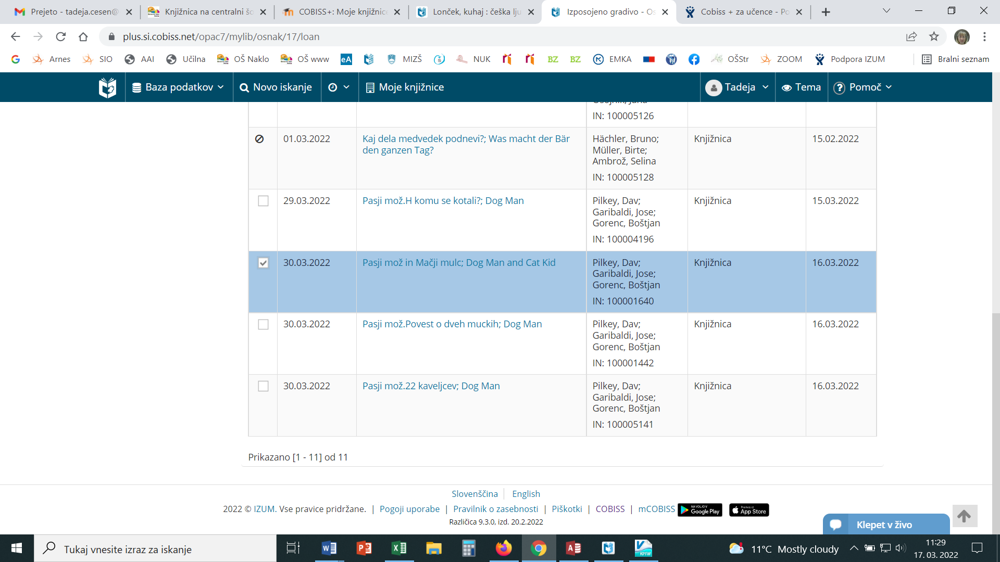 Prejeto - tadeja.cesen@
Knjižnica na centralni šo
COBISS+: Moje knjižnice
Lonček, kuhaj : češka lju
Izposojeno gradivo - Os
Cobiss + za učence - Po
plus.si.cobiss.net/opac7/mylib/osnak/17/loan
Arnes
SIO
AAI
Učilna
OŠ Naklo
OŠ www
eA
MIZŠ
NUK
BZ
BZ
EMKA
OŠStr
ZOOM
Podpora IZUM
Bralni seznam
Baza podatkov
Novo iskanje
Moje knjižnice
Tadeja
Tema
Pomoč
IN: 100005126
01.03.2022
Kaj dela medvedek podnevi?; Was macht der Bär
den ganzen Tag?
Hächler, Bruno;
Müller, Birte;
Ambrož, Selina
IN: 100005128
Knjižnica
15.02.2022
29.03.2022
Pasji mož.H komu se kotali?; Dog Man
Pilkey, Dav;
Garibaldi, Jose;
Gorenc, Boštjan
IN: 100004196
Knjižnica
15.03.2022
30.03.2022
Pasji mož in Mačji mulc; Dog Man and Cat Kid
Pilkey, Dav;
Garibaldi, Jose;
Gorenc, Boštjan
IN: 100001640
Knjižnica
16.03.2022
30.03.2022
Pasji mož.Povest o dveh muckih; Dog Man
Pilkey, Dav;
Garibaldi, Jose;
Gorenc, Boštjan
IN: 100001442
Knjižnica
16.03.2022
30.03.2022
Pasji mož.22 kaveljcev; Dog Man
Pilkey, Dav;
Garibaldi, Jose;
Gorenc, Boštjan
IN: 100005141
Knjižnica
16.03.2022
Prikazano [1 - 11] od 11
Slovenščina English
2022 © IZUM. Vse pravice pridržane. | Pogoji uporabe | Pravilnik o zasebnosti | Piškotki | COBISS | mCOBISS
NA VOLJO V
Google Play
Prenos iz
App Store
Različica 9.3.0, izd. 20.2.2022
Klepet v živo
Tukaj vnesite izraz za iskanje
KPFW
11°C Mostly cloudy
11:29
17. 03. 2022